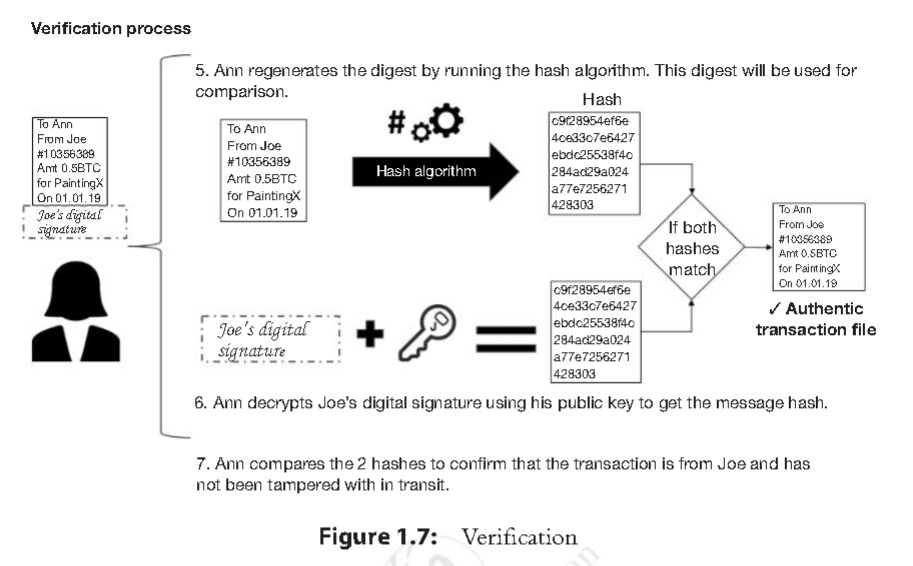 Verification process
5. Ann regenerates the digest by running the hash algorithm. This digest will be used for
comparison.
To Ann
From Joe
#10356389
Amt 0.5BTC
for PaintingX
On 01.01.19
Joe's digital
signature
To Ann
From Joe
#10356389
Amt 0.5BTC
for PaintingX
On 01.01.19
#
Hash algorithm
Hash
c9f28954ef6e
4ce33c7e6427
ebdc25538f4c
284ad29a024
a77e7256271
428303
If both
hashes
match
To Ann
From Joe
#10356389
Amt 0.5BTC
for PaintingX
On 01.01.19
✓ Authentic
transaction file
Joe's digital
signature
c9f28954ef6e
4ce33c7e6427
ebdc25538f4c
284ad29a024
a77e7256271
428303
6. Ann decrypts Joe's digital signature using his public key to get the message hash.
7. Ann compares the 2 hashes to confirm that the transaction is from Joe and has
not been tampered with in transit.
Figure 1.7: Verification